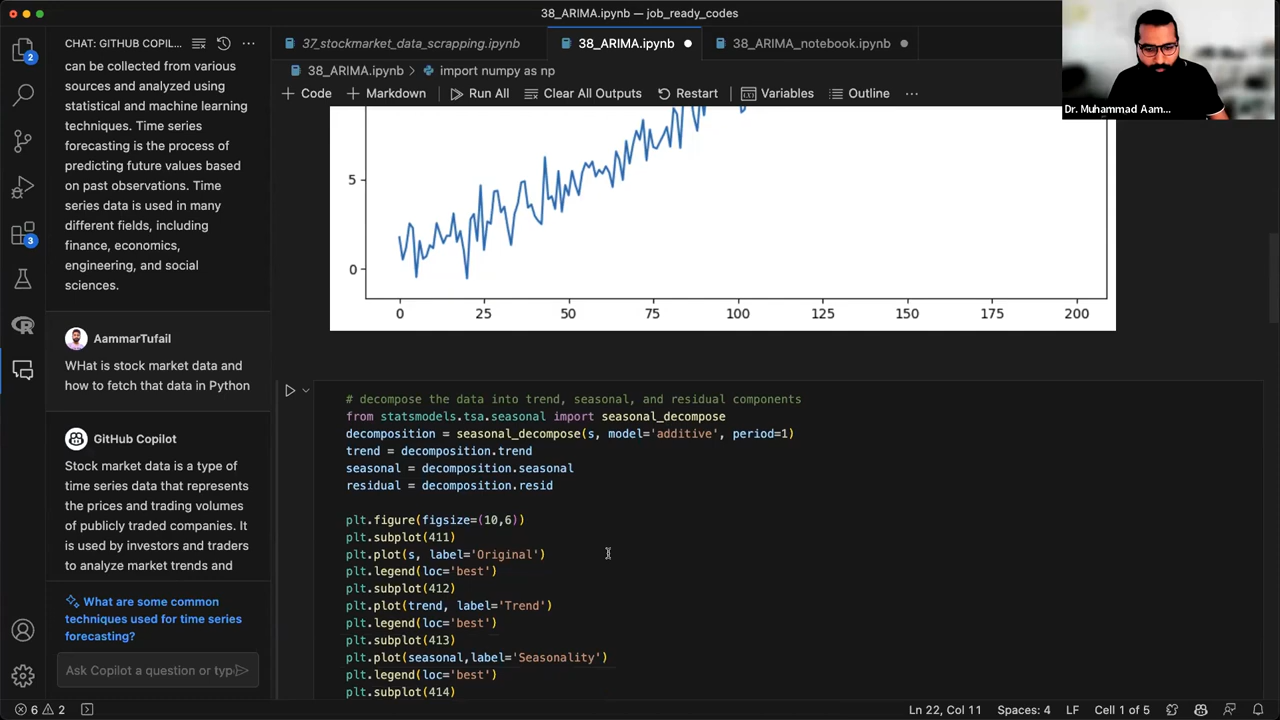 38_ARIMA.ipynb — job_ready_codes
CHAT: GITHUB COPIL...
37_stockmarket_data_scrapping.ipynb
38_ARIMA.ipynb
38_ARIMA_notebook.ipynb
Dr. Muhammad Aam...
38_ARIMA.ipynb > import numpy as np
+ Code + Markdown Run All Clear All Outputs Restart Variables Outline ...
2
3
can be collected from various
sources and analyzed using
statistical and machine learning
techniques. Time series
forecasting is the process of
predicting future values based
on past observations. Time
series data is used in many
different fields, including
finance, economics,
engineering, and social
sciences.
AammarTufail
WHat is stock market data and
how to fetch that data in Python
GitHub Copilot
Stock market data is a type of
time series data that represents
the prices and trading volumes
of publicly traded companies. It
is used by investors and traders
to analyze market trends and
What are some common
techniques used for time series
forecasting?
Ask Copilot a question or typ
5
0
0 25 50 75 100 125 150 175 200
# decompose the data into trend, seasonal, and residual components
from statsmodels.tsa.seasonal import seasonal_decompose
decomposition = seasonal_decompose(s, model='additive', period=1)
trend = decomposition.trend
seasonal = decomposition.seasonal
residual = decomposition.resid
plt.figure(figsize=(10,6))
plt.subplot(411)
plt.plot(s, label='Original')
plt.legend(loc='best')
plt.subplot(412)
plt.plot(trend, label='Trend')
plt.legend(loc='best')
plt.subplot(413)
plt.plot(seasonal,label='Seasonality')
plt.legend(loc='best')
plt.subplot(414)
6 2
Ln 22, Col 11 Spaces: 4 LF Cell 1 of 5